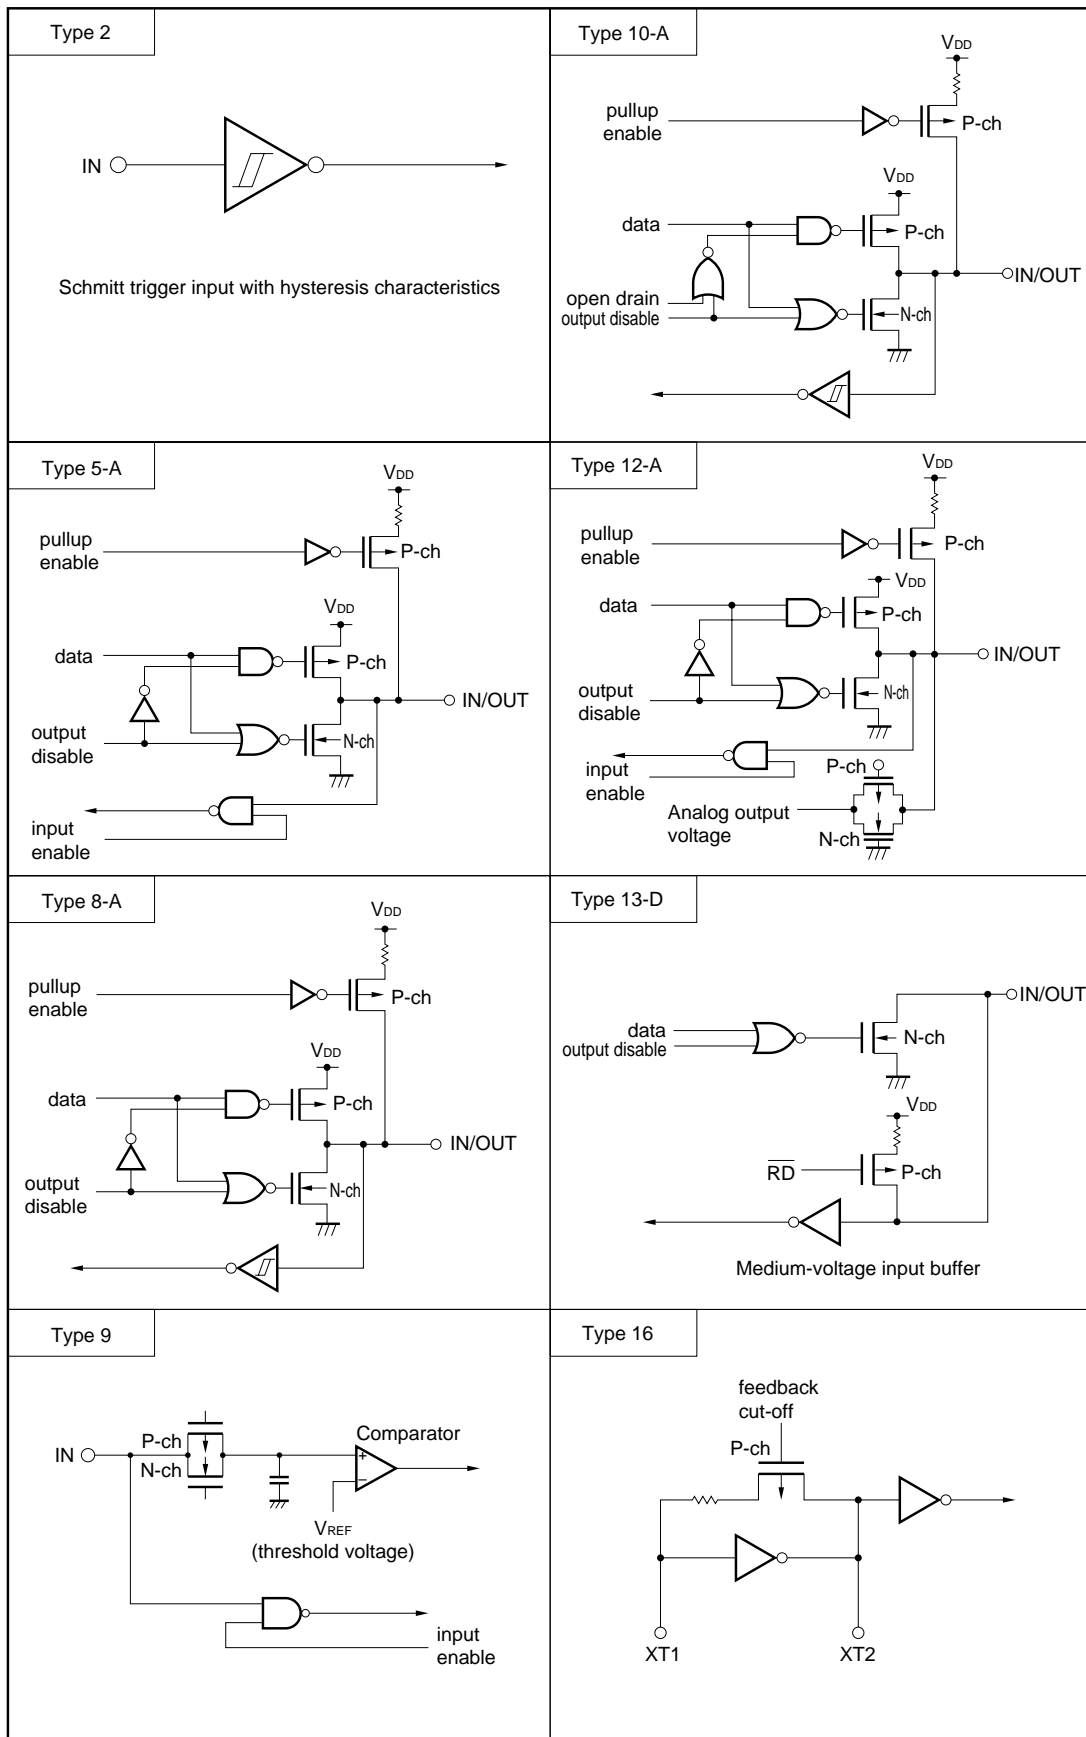 Type 2
IN
Schmitt trigger input with hysteresis characteristics
Type 10-A
VDD
pullup
enable
P-ch
VDD
data
P-ch
IN/OUT
open drain
output disable
N-ch
Type 5-A
VDD
pullup
enable
P-ch
VDD
data
P-ch
IN/OUT
output
disable
N-ch
input
enable
Type 12-A
VDD
pullup
enable
P-ch
VDD
data
P-ch
IN/OUT
output
disable
N-ch
input
enable
P-ch
Analog output
voltage
N-ch
Type 8-A
VDD
pullup
enable
P-ch
VDD
data
P-ch
IN/OUT
output
disable
N-ch
Type 13-D
IN/OUT
data
output disable
N-ch
VDD
RD
P-ch
Medium-voltage input buffer
Type 9
P-ch
Comparator
IN
N-ch
+
−
VREF
(threshold voltage)
input
enable
Type 16
feedback
cut-off
P-ch
XT1
XT2